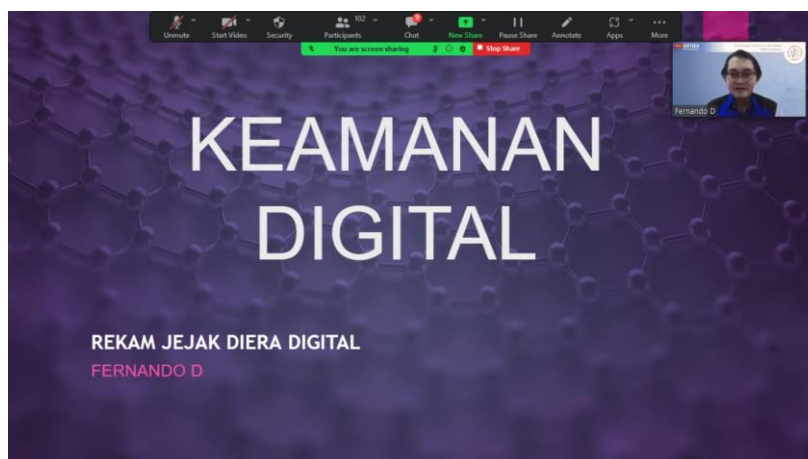 102
9
Unmute
Start Video
Security
Participants
Chat
New Share
Pause Share
Annotate
Apps
More
You are screen sharing
Stop Share
Fernando D
KEAMANAN
DIGITAL
REKAM JEJAK DIERA DIGITAL
FERNANDO D